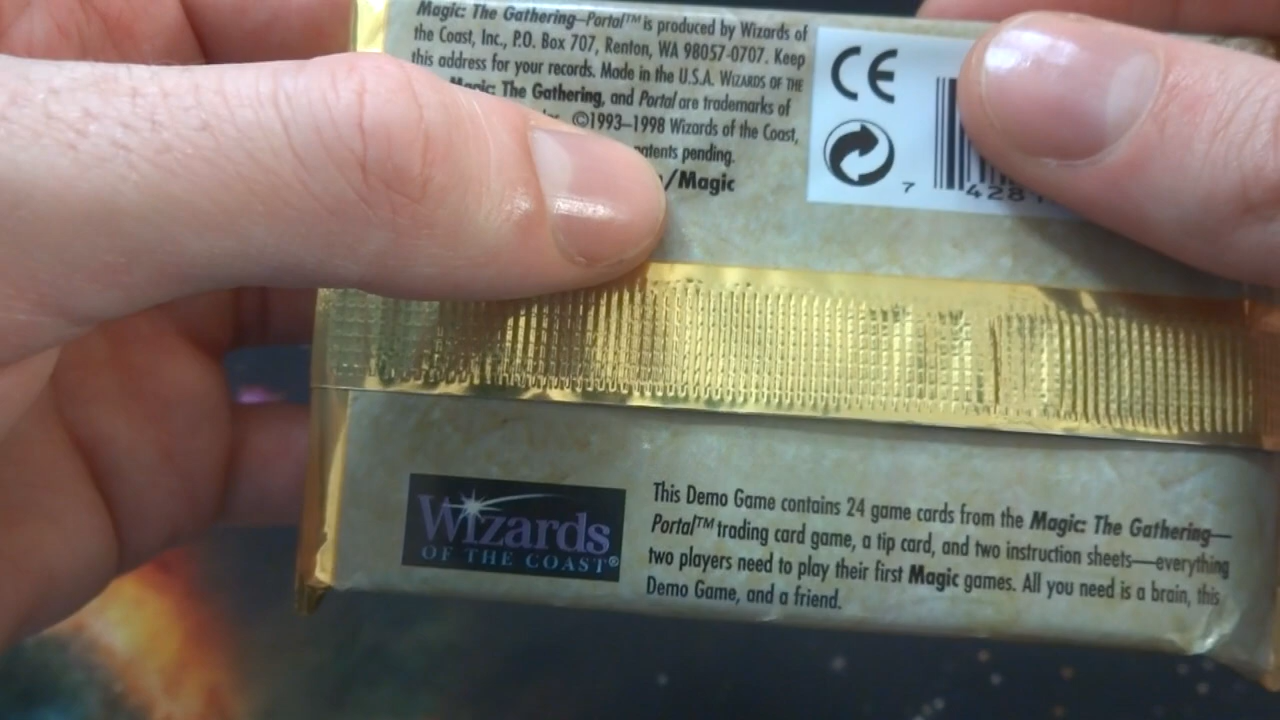 Magic: The Gathering—Portal™ is produced by Wizards of
the Coast, Inc., P.O. Box 707, Renton, WA 98057-0707. Keep
this address for your records. Made in the U.S.A. WIZARDS OF THE
The Gathering, and Portal are trademarks of
©1993–1998 Wizards of the Coast,
patents pending.
/Magic
CE
7 428
Wizards
OF THE COAST®
This Demo Game contains 24 game cards from the Magic: The Gathering—
Portal™ trading card game, a tip card, and two instruction sheets—everything
two players need to play their first Magic games. All you need is a brain, this
Demo Game, and a friend.